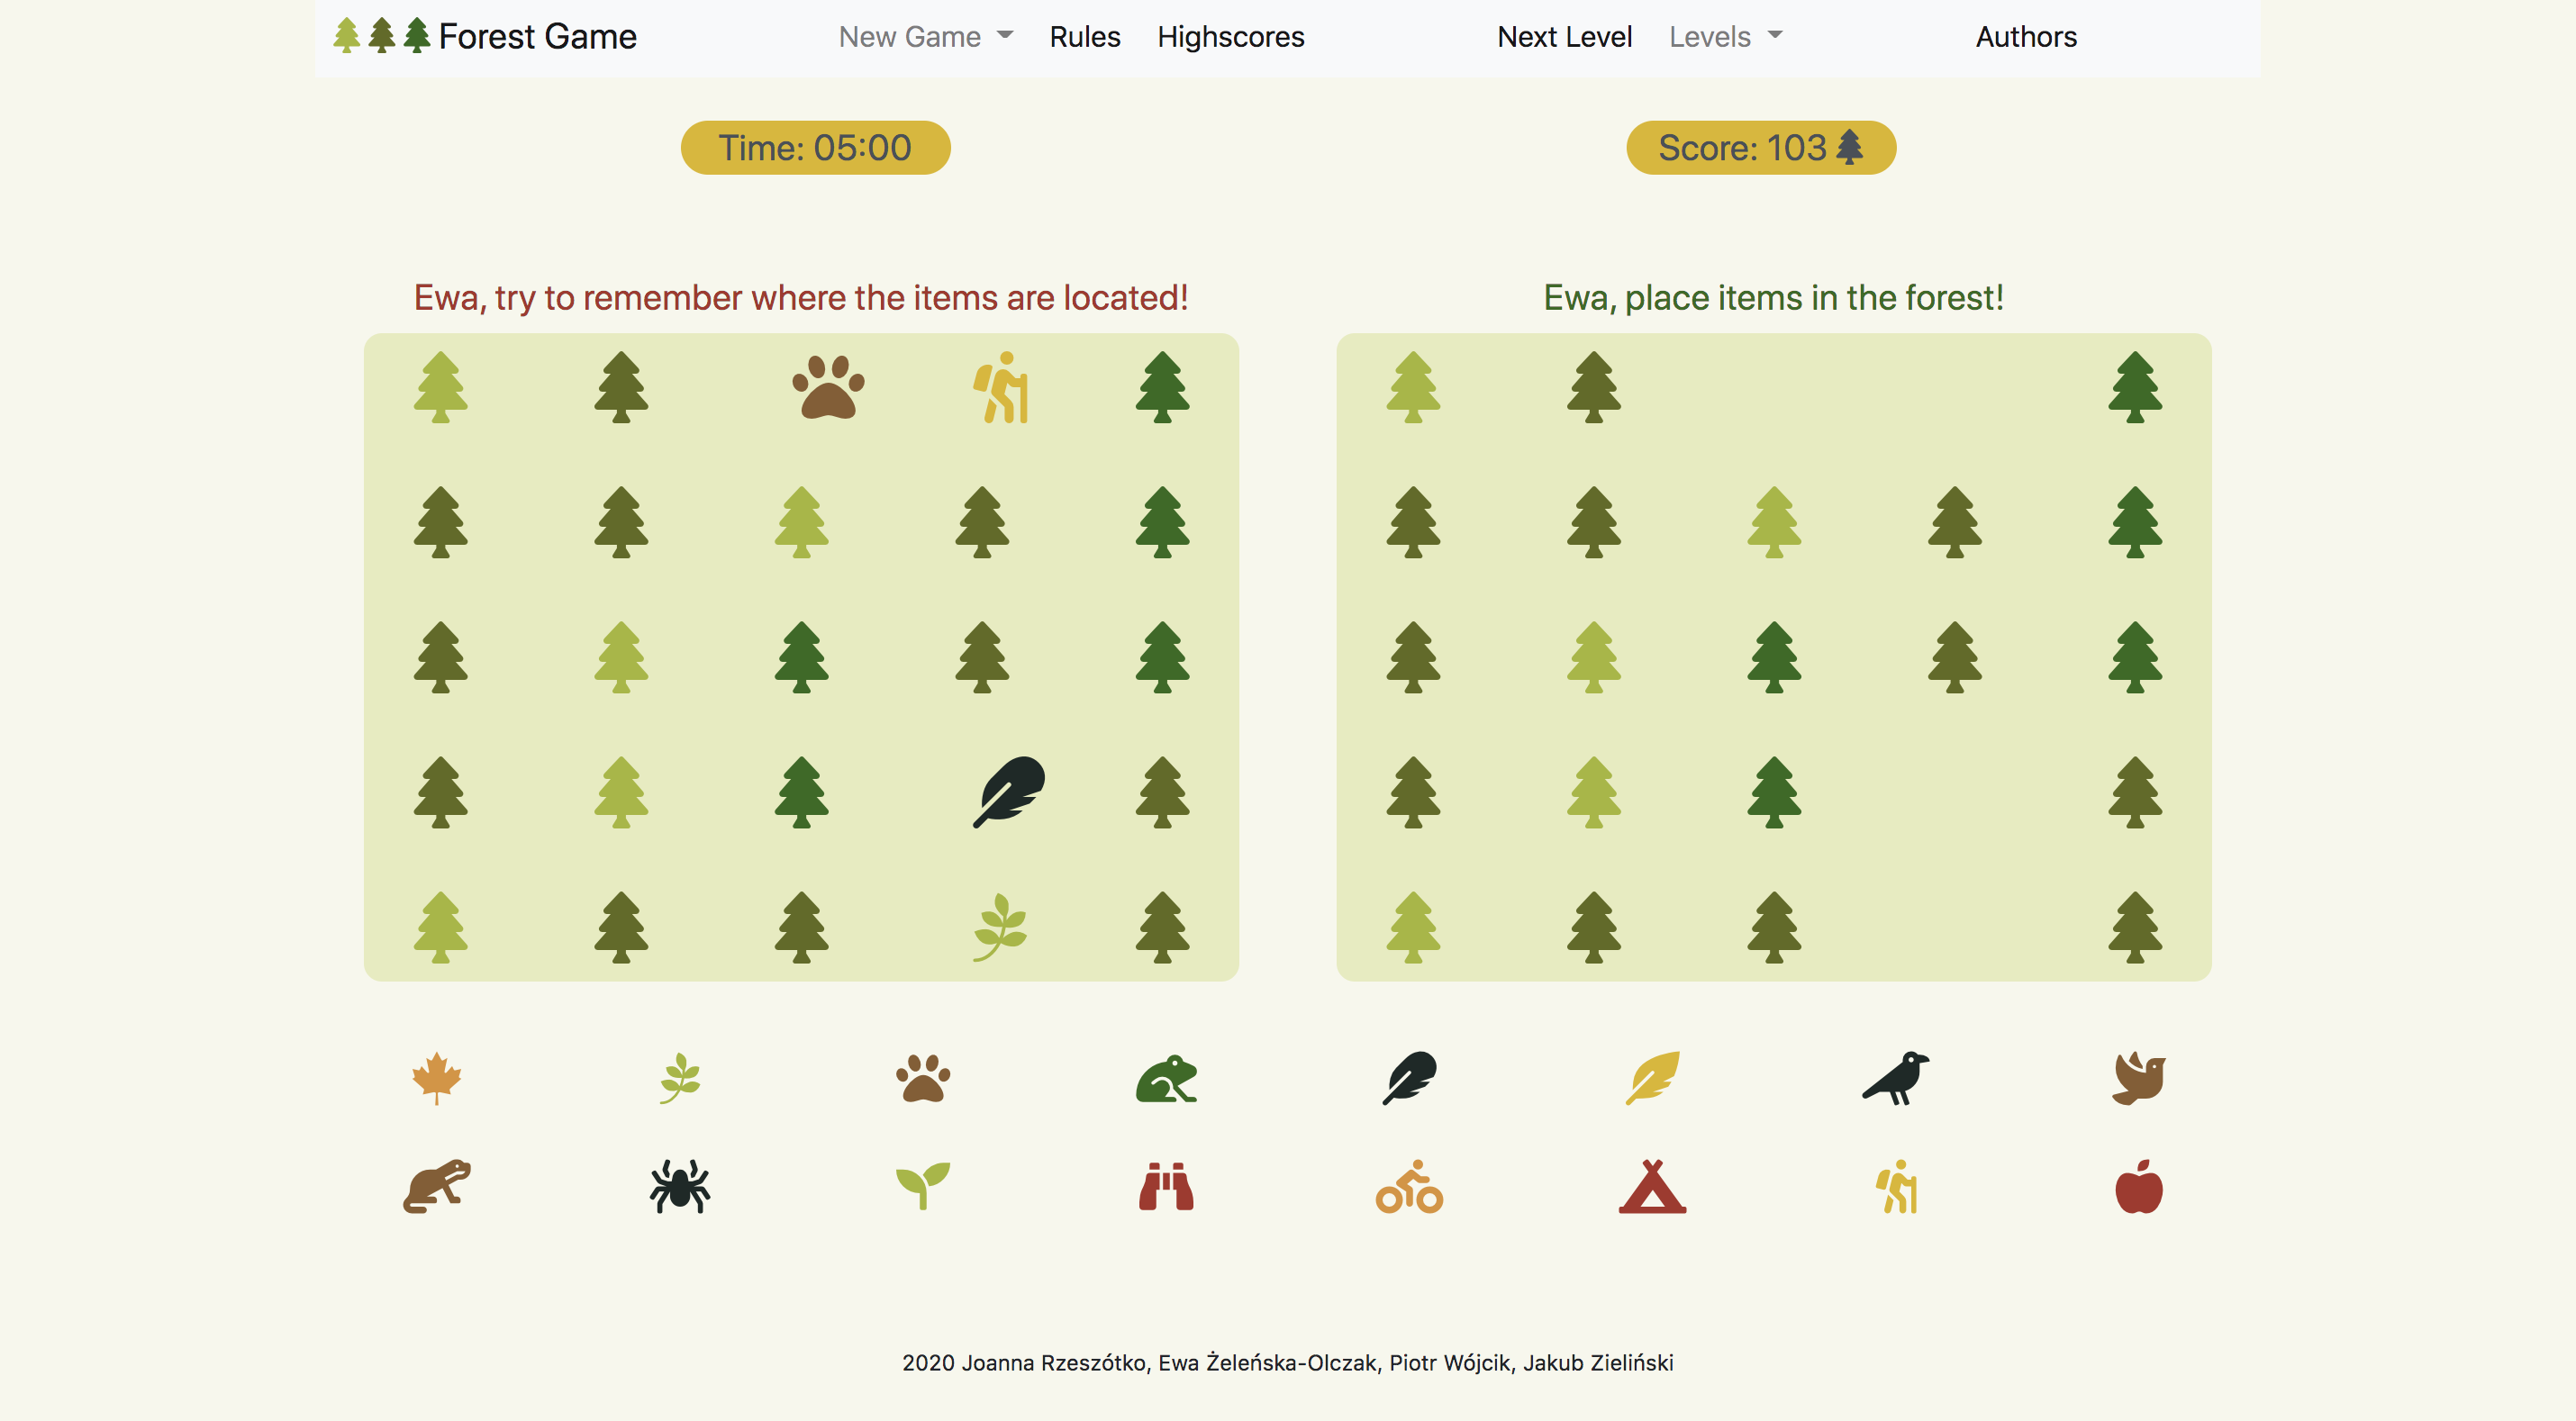 Forest Game New Game Rules Highscores Next Level Levels Authors
Time: 05:00 Score: 103
Ewa, try to remember where the items are located!
Ewa, place items in the forest!
2020 Joanna Rzeszótko, Ewa Żeleńska-Olczak, Piotr Wójcik, Jakub Zieliński